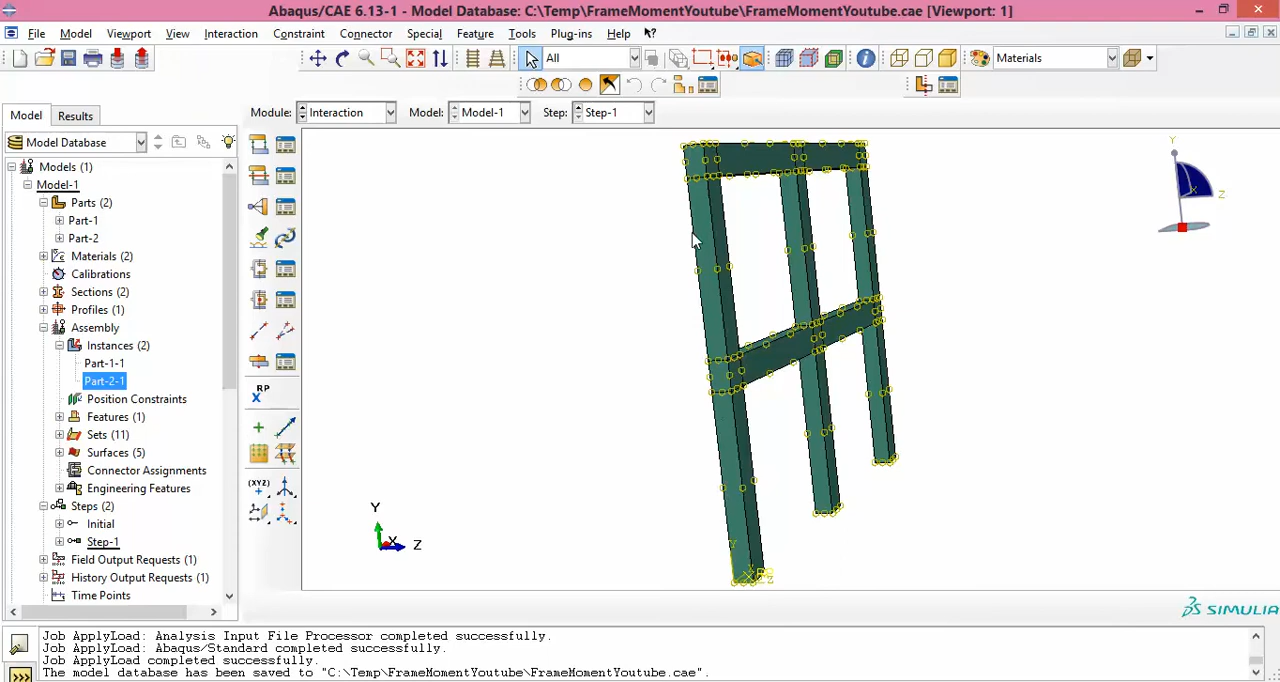 Abaqus/CAE 6.13-1 - Model Database: C:\Temp\FrameMomentYoutube\FrameMomentYoutube.cae [Viewport: 1]
File Model Viewport View Interaction Constraint Connector Special Feature Tools Plug-ins Help
All Materials
Model Results
Module: Interaction Model: Model-1 Step: Step-1
Model Database
Models (1)
Model-1
Parts (2)
Part-1
Part-2
Materials (2)
Calibrations
Sections (2)
Profiles (1)
Assembly
Instances (2)
Part-1-1
Part-2-1
Position Constraints
Features (1)
Sets (11)
Surfaces (5)
Connector Assembly
Engineering Features
Steps (2)
Initial
Step-1
Field Output Requests (1)
History Output Requests (1)
Time Points
RP
X
(XYZ)
Y
X
Z
Y
X
Z
Y
SIMULIA
Job ApplyLoad: Analysis Input File Processor completed successfully.
Job ApplyLoad: Abaqus/Standard completed successfully.
Job ApplyLoad completed successfully.
The model database has been saved to "C:\Temp\FrameMomentYoutube\FrameMomentYoutube.cae".
>>>